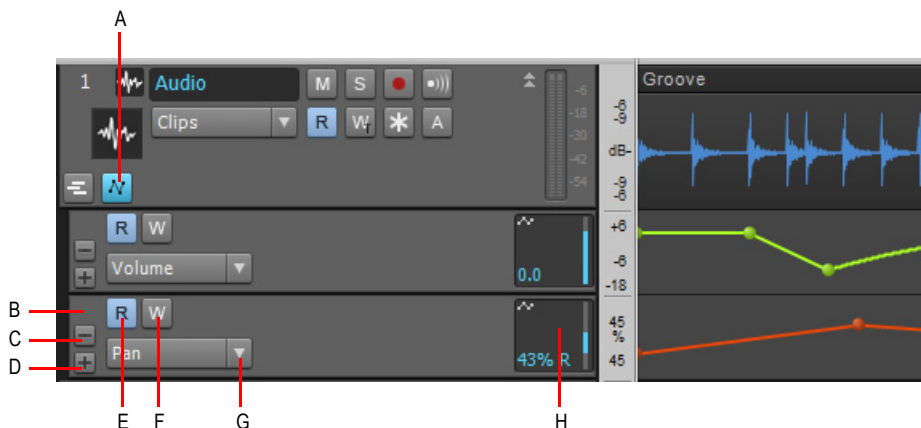 A
1 Audio M S Groove
Clips R W A
-6
-18
-30
-42
-54
-6
-9
dB-
-9
-6
R W
Volume 0.0
+6
-6
-18
B
R W
C
Pan 43% R
D
45
%
45
E F G H